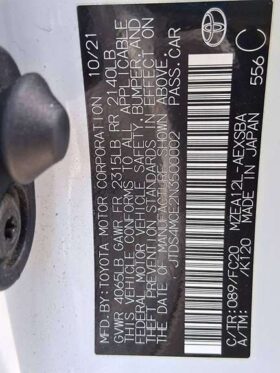 MFD.BY:TOYOTA MOTOR CORPORATION 10/21
GVWR 4065LB GAWR FR 2315LB RR 2140LB
THIS VEHICLE CONFORMS TO ALL APPLICABLE
FEDERAL MOTOR VEHICLE SAFETY, BUMPER, AND
THEFT PREVENTION STANDARDS IN EFFECT ON
THE DATE OF MANUFACTURE SHOWN ABOVE.
PASS.CAR
C/TR:089/FC20 MZEA12L-AEXSBA
/K120 MADE IN JAPAN 556
C
TOYOTA